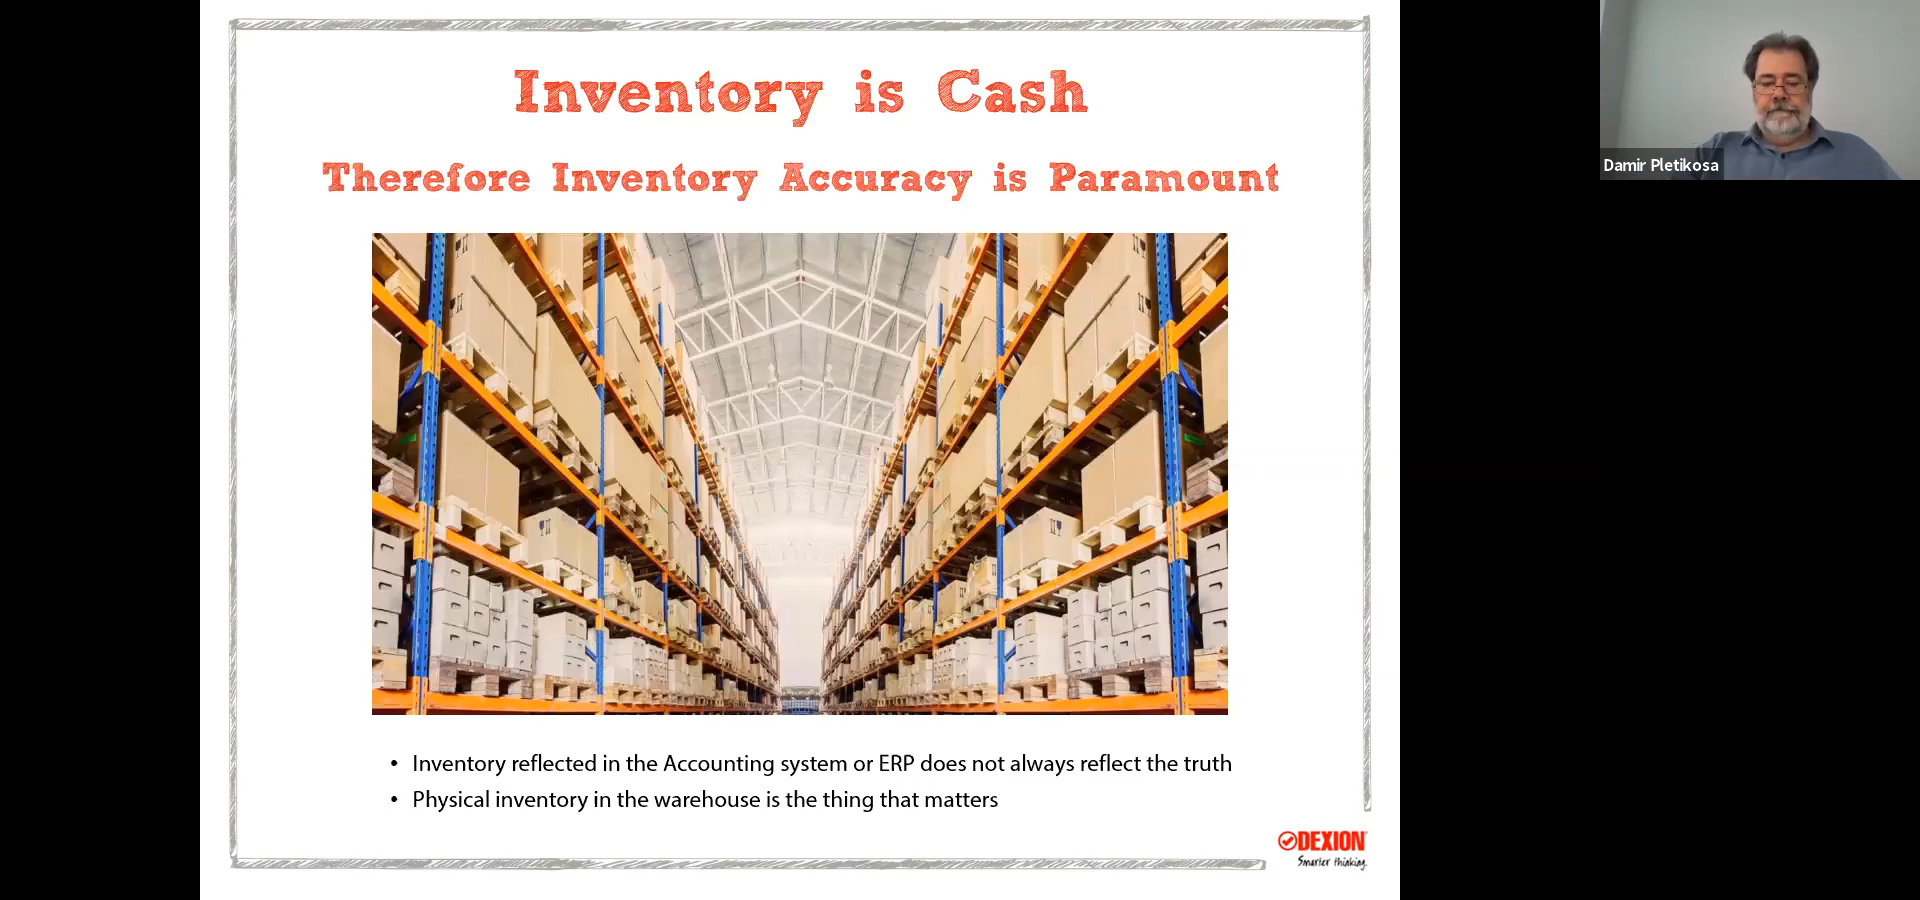 Inventory is Cash
Therefore Inventory Accuracy is Paramount
• Inventory reflected in the Accounting system or ERP does not always reflect the truth
• Physical inventory in the warehouse is the thing that matters
DEXION
Smarter thinking.
Damir Pletikosa